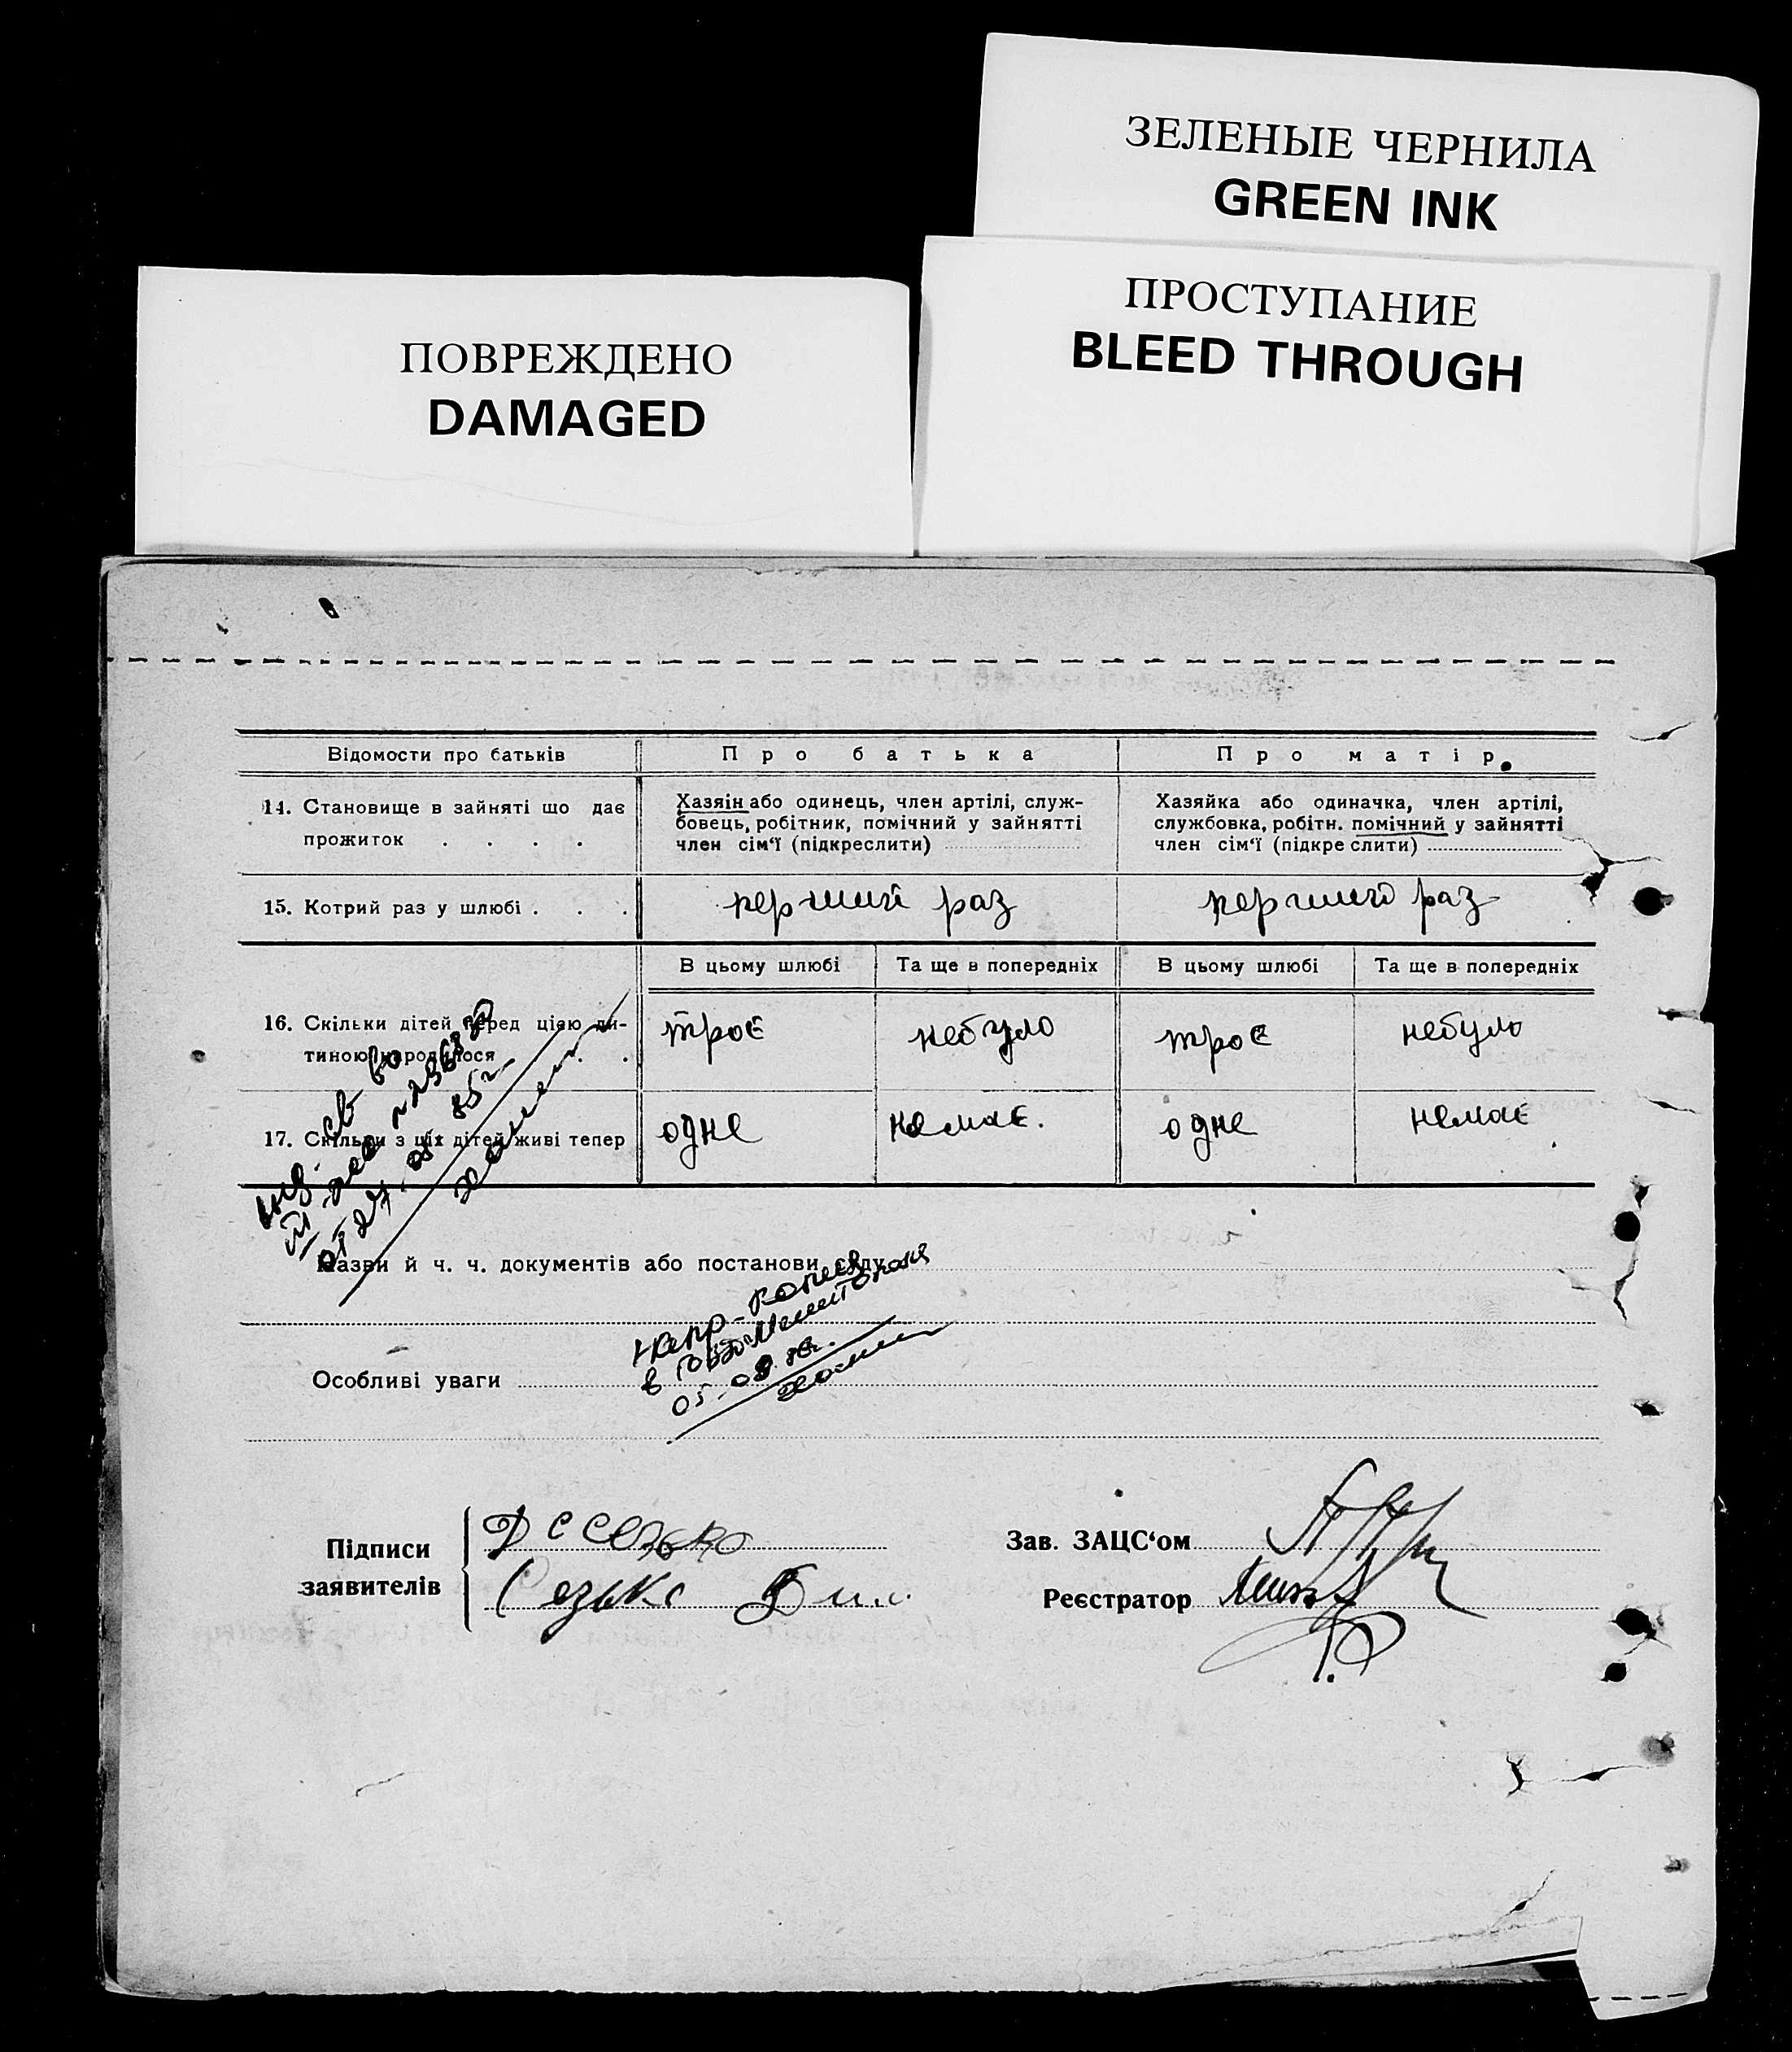 ЗЕЛЕНЫЕ ЧЕРНИЛА
GREEN INK
ПРОСТУПАНИЕ
BLEED THROUGH
ПОВРЕЖДЕНО
DAMAGED
Відомости про батьків
Про батька
Про матір
14. Становище в зайняті що дає
прожиток . . . .
Хазяін або одинець, член артілі, служ-
бовець, робітник, помічний у зайнятті
член сім'ї (підкреслити)
Хазяйка або одиначка, член артілі,
службовка, робітн. помічний у зайнятті
член сім'ї (підкре слити)
15. Котрий раз у шлюбі . . .
перший раз
перший раз
В цьому шлюбі
Та ще в попередніх
В цьому шлюбі
Та ще в попередніх
16. Скільки дітей перед цією ди-
тиною народилося . .
троє
небуло
троє
небуло
17. Скільки з ціх дітей живі тепер
одне
немає.
одне
немає
Назви й ч. ч. документів або постанови суду
Особливі уваги
Підписи
заявителів
Зав. ЗАЦС'ом
Реєстратор